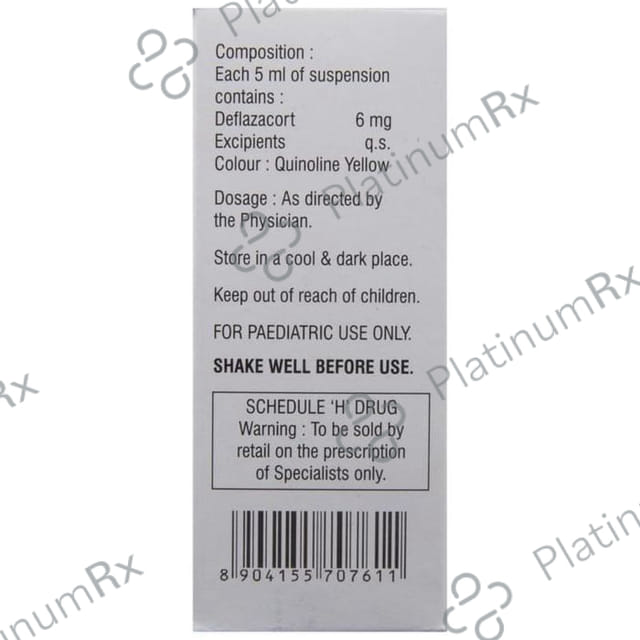 Composition :
Each 5 ml of suspension
contains :
Deflazacort 6 mg
Excipients q.s.
Colour : Quinoline Yellow
Dosage : As directed by
the Physician.
Store in a cool & dark place.
Keep out of reach of children.
FOR PAEDIATRIC USE ONLY.
SHAKE WELL BEFORE USE.
SCHEDULE 'H' DRUG
Warning : To be sold by
retail on the prescription
of Specialists only.
8 904155 707611
PlatinumRx
PlatinumRx
PlatinumRx
Rx
PlatinumRx
PlatinumRx